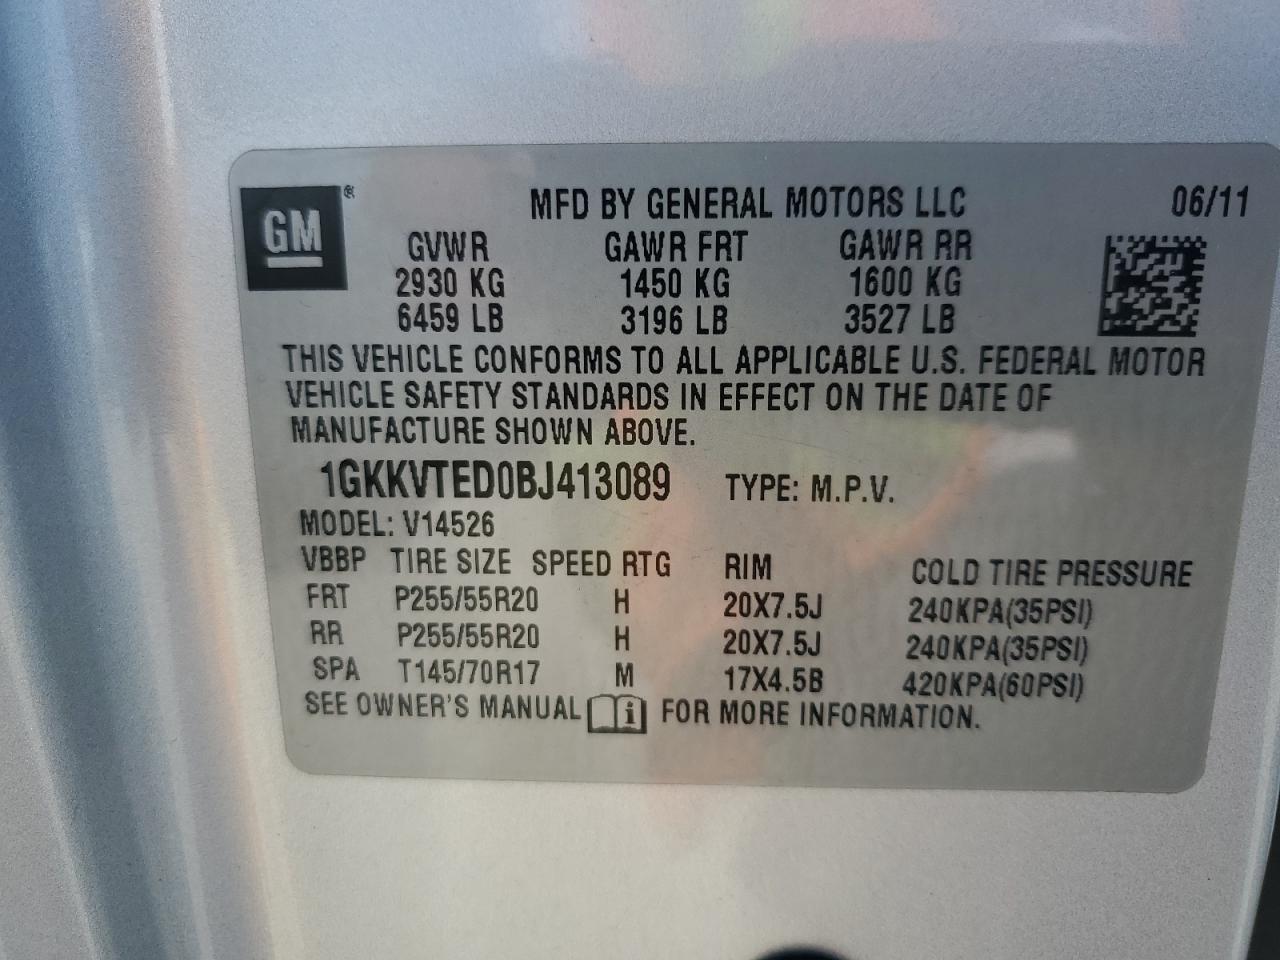 GM ® MFD BY GENERAL MOTORS LLC 06/11
GVWR GAWR FRT GAWR RR
2930 KG 1450 KG 1600 KG
6459 LB 3196 LB 3527 LB
THIS VEHICLE CONFORMS TO ALL APPLICABLE U.S. FEDERAL MOTOR
VEHICLE SAFETY STANDARDS IN EFFECT ON THE DATE OF
MANUFACTURE SHOWN ABOVE.
1GKKVTED0BJ413089 TYPE: M.P.V.
MODEL: V14526
VBBP TIRE SIZE SPEED RTG RIM COLD TIRE PRESSURE
FRT P255/55R20 H 20X7.5J 240KPA(35PSI)
RR P255/55R20 H 20X7.5J 240KPA(35PSI)
SPA T145/70R17 M 17X4.5B 420KPA(60PSI)
SEE OWNER'S MANUAL i FOR MORE INFORMATION.